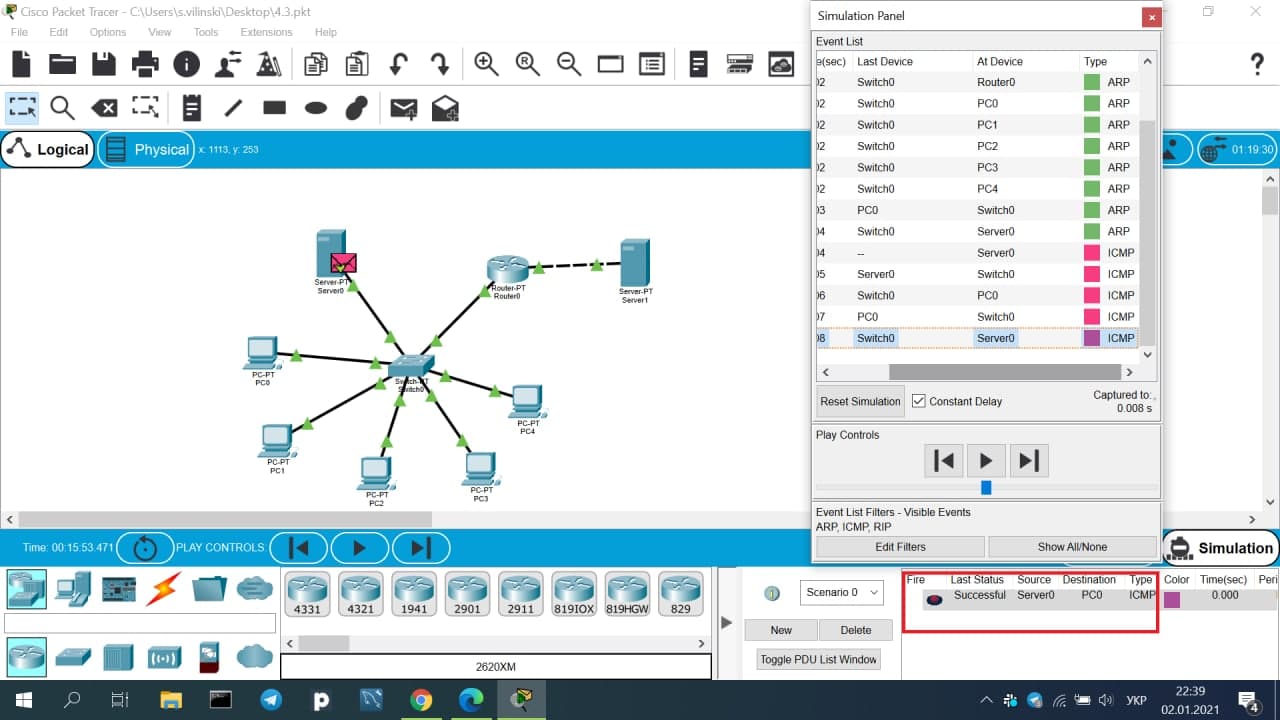 Cisco Packet Tracer - C:\Users\s.vilinski\Desktop\4.3.pkt
File Edit Options View Tools Extensions Help
Logical Physical x: 1113, y: 253
01:19:30
Simulation Panel
Event List
e(sec) Last Device At Device Type
02 Switch0 Router0 ARP
02 Switch0 PC0 ARP
02 Switch0 PC1 ARP
02 Switch0 PC2 ARP
02 Switch0 PC3 ARP
02 Switch0 PC4 ARP
03 PC0 Switch0 ARP
04 Switch0 Server0 ARP
04 -- Server0 ICMP
05 Server0 Switch0 ICMP
06 Switch0 PC0 ICMP
07 PC0 Switch0 ICMP
08 Switch0 Server0 ICMP
Reset Simulation Constant Delay Captured to:
0.008 s
Play Controls
Event List Filters - Visible Events
ARP, ICMP, RIP
Edit Filters Show All/None
Server-PT
Server0
Router-PT
Router0
Server-PT
Server1
PC-PT
PC0
Switch-PT
Switch0
PC-PT
PC4
PC-PT
PC1
PC-PT
PC2
PC-PT
PC3
Time: 00:15:53.471 PLAY CONTROLS:
Simulation
4331 4321 1941 2901 2911 819IOX 819HGW 829
2620XM
Scenario 0
New Delete
Toggle PDU List Window
Fire Last Status Source Destination Type Color Time(sec) Peri
Successful Server0 PC0 ICMP 0.000
УКР
22:39
02.01.2021
4